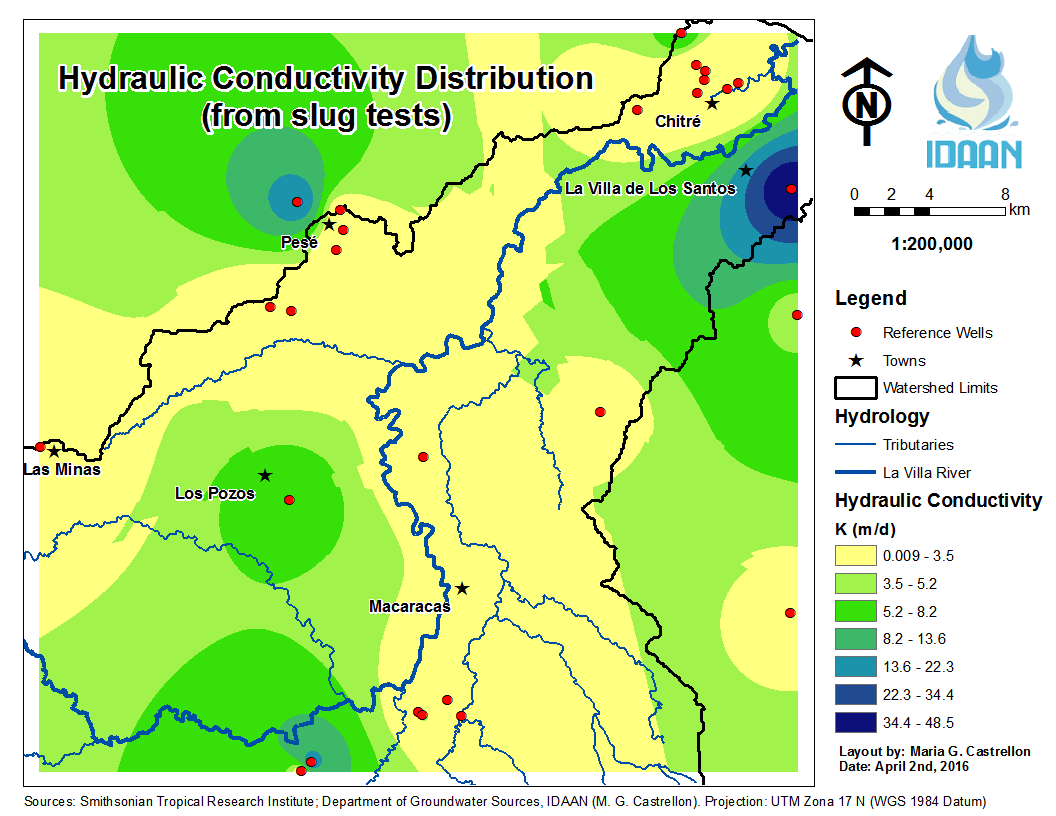 Hydraulic Conductivity Distribution
(from slug tests)
Chitré
La Villa de Los Santos
Pesé
Las Minas
Los Pozos
Macaracas
N
IDAAN
0 2 4 8
km
1:200,000
Legend
Reference Wells
Towns
Watershed Limits
Hydrology
Tributaries
La Villa River
Hydraulic Conductivity
K (m/d)
0.009 - 3.5
3.5 - 5.2
5.2 - 8.2
8.2 - 13.6
13.6 - 22.3
22.3 - 34.4
34.4 - 48.5
Layout by: Maria G. Castrellon
Date: April 2nd, 2016
Sources: Smithsonian Tropical Research Institute; Department of Groundwater Sources, IDAAN (M. G. Castrellon). Projection: UTM Zona 17 N (WGS 1984 Datum)